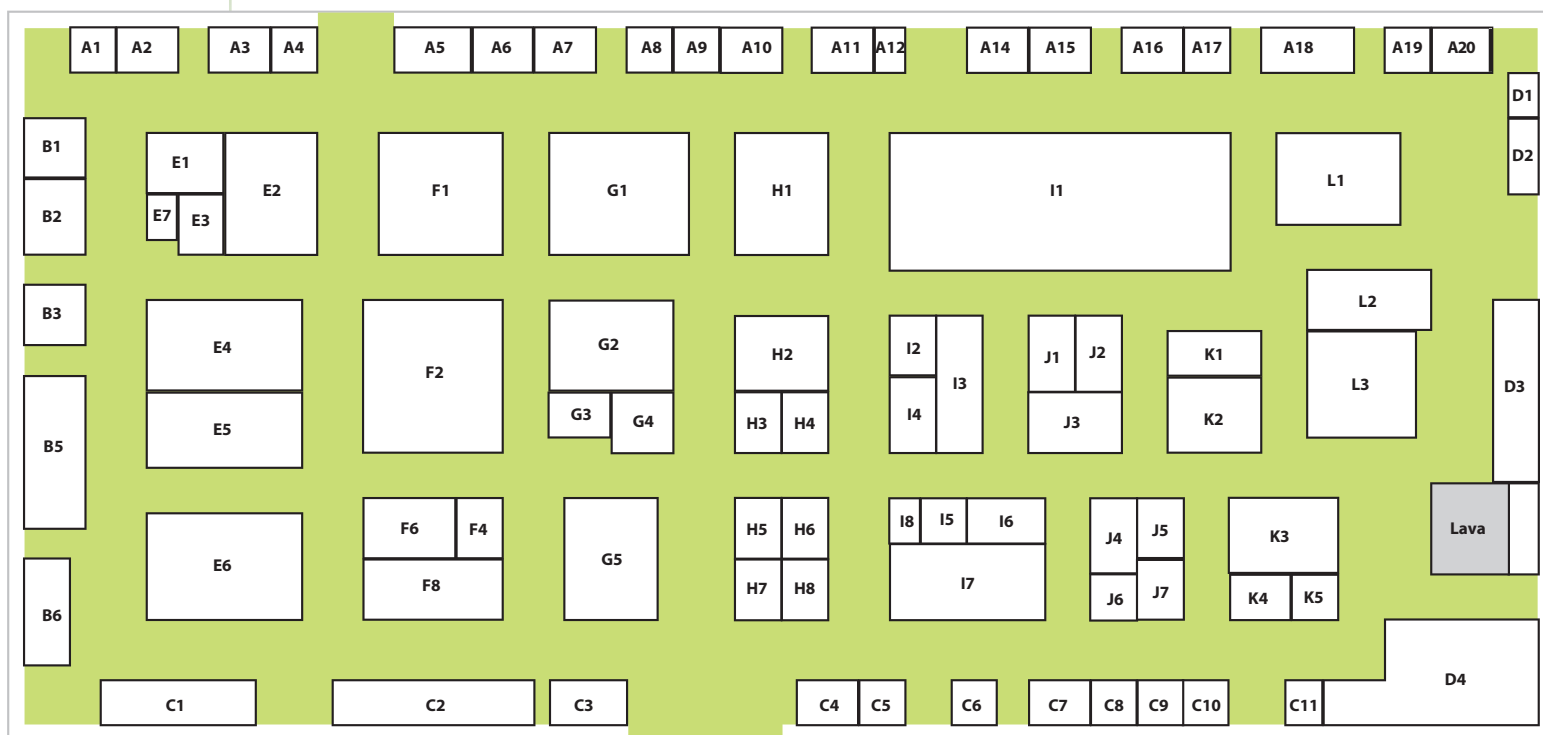 A1 A2 A3 A4 A5 A6 A7 A8 A9 A10 A11 A12 A14 A15 A16 A17 A18 A19 A20
D1
B1 E1 E2 F1 G1 H1 I1 L1 D2
B2 E7 E3
B3 E4 F2 G2 H2 I2 I3 J1 J2 K1 L2
E5 G3 G4 H3 H4 I4 J3 K2 L3 D3
B5 F6 F4 G5 H5 H6 I8 I5 I6 J4 J5 K3 Lava
E6 F8 H7 H8 I7 J6 J7 K4 K5
B6
C1 C2 C3 C4 C5 C6 C7 C8 C9 C10 C11 D4